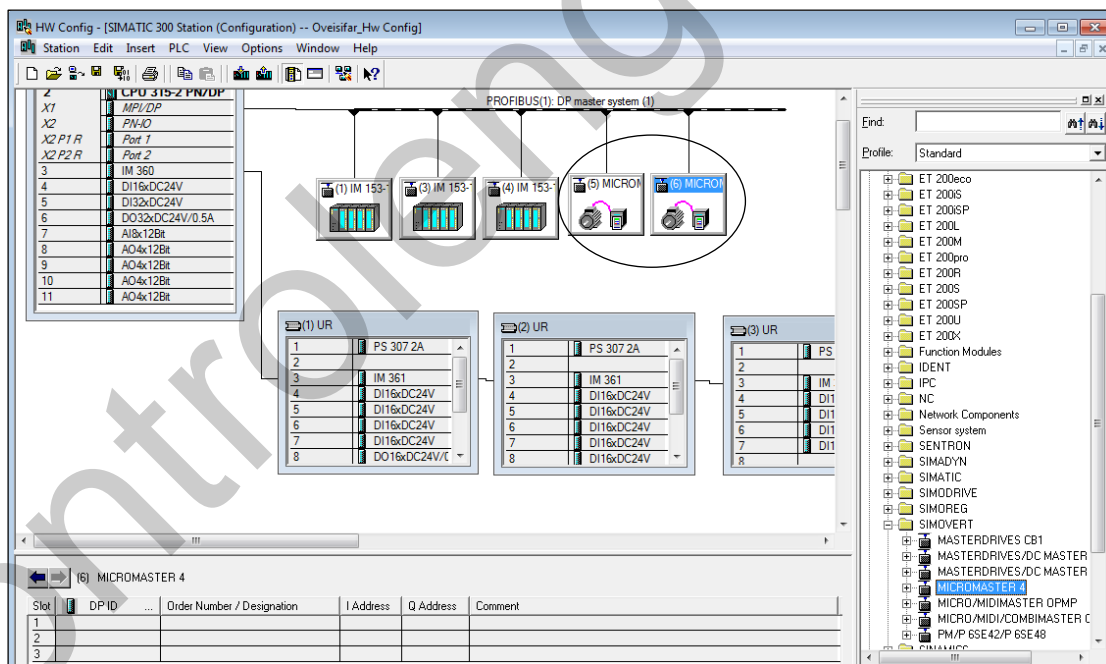 HW Config - [SIMATIC 300 Station (Configuration) -- Oveisifar_Hw Config]
Station Edit Insert PLC View Options Window Help
2 CPU 315-2 PN/DP
X1 MPI/DP
X2 PN-IO
X2 P1 R Port 1
X2 P2 R Port 2
3 IM 360
4 DI16xDC24V
5 DI32xDC24V
6 DO32xDC24V/0.5A
7 AI8x12Bit
8 AO4x12Bit
9 AO4x12Bit
10 AO4x12Bit
11 AO4x12Bit
PROFIBUS(1): DP master system (1)
(1) IM 153-1
(3) IM 153-
(4) IM 153-1
(5) MICROM
(6) MICROM
(1) UR
1 PS 307 2A
2
3 IM 361
4 DI16xDC24V
5 DI16xDC24V
6 DI16xDC24V
7 DI16xDC24V
8 DO16xDC24V/0
(2) UR
1 PS 307 2A
2
3 IM 361
4 DI16xDC24V
5 DI16xDC24V
6 DI16xDC24V
7 DI16xDC24V
8 DI16xDC24V
(3) UR
1 PS
2
3 IM
4 DI1
5 DI1
6 DI1
7 DI1
8
Find:
Profile: Standard
ET 200eco
ET 200iS
ET 200iSP
ET 200L
ET 200M
ET 200pro
ET 200R
ET 200S
ET 200SP
ET 200U
ET 200X
Function Modules
IDENT
IPC
NC
Network Components
Sensor system
SENTRON
SIMADYN
SIMATIC
SIMODRIVE
SIMOREG
SIMOVERT
MASTERDRIVES CB1
MASTERDRIVES/DC MASTER
MASTERDRIVES/DC MASTER
MICROMASTER 4
MICRO/MIDIMASTER OPMP
MICRO/MIDI/COMBIMASTER C
PM/P 6SE42/P 6SE48
SINAMICS
(6) MICROMASTER 4
Slot DP ID ... Order Number / Designation I Address Q Address Comment
1
2
3
ontroleng